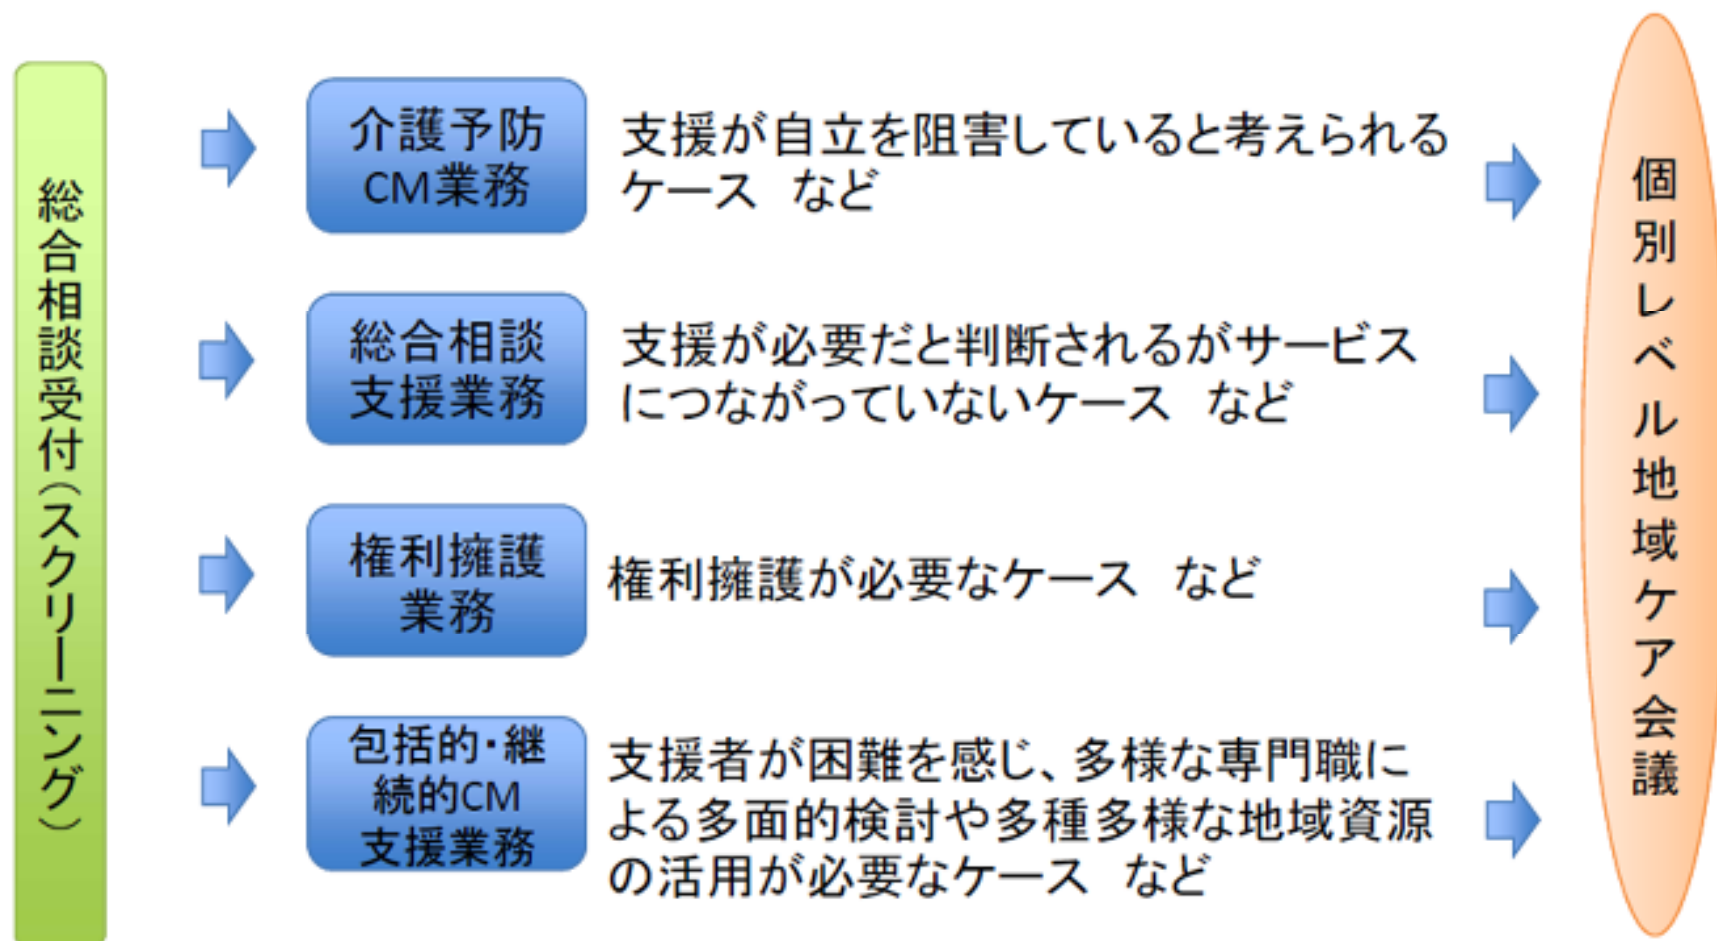 総合相談受付(スクリーニング)
介護予防
CM業務
支援が自立を阻害していると考えられる
ケース　など
総合相談
支援業務
支援が必要だと判断されるがサービス
につながっていないケース　など
権利擁護
業務
権利擁護が必要なケース　など
包括的・継
続的CM
支援業務
支援者が困難を感じ、多様な専門職に
よる多面的検討や多種多様な地域資源
の活用が必要なケース　など
個別レベル地域ケア会議